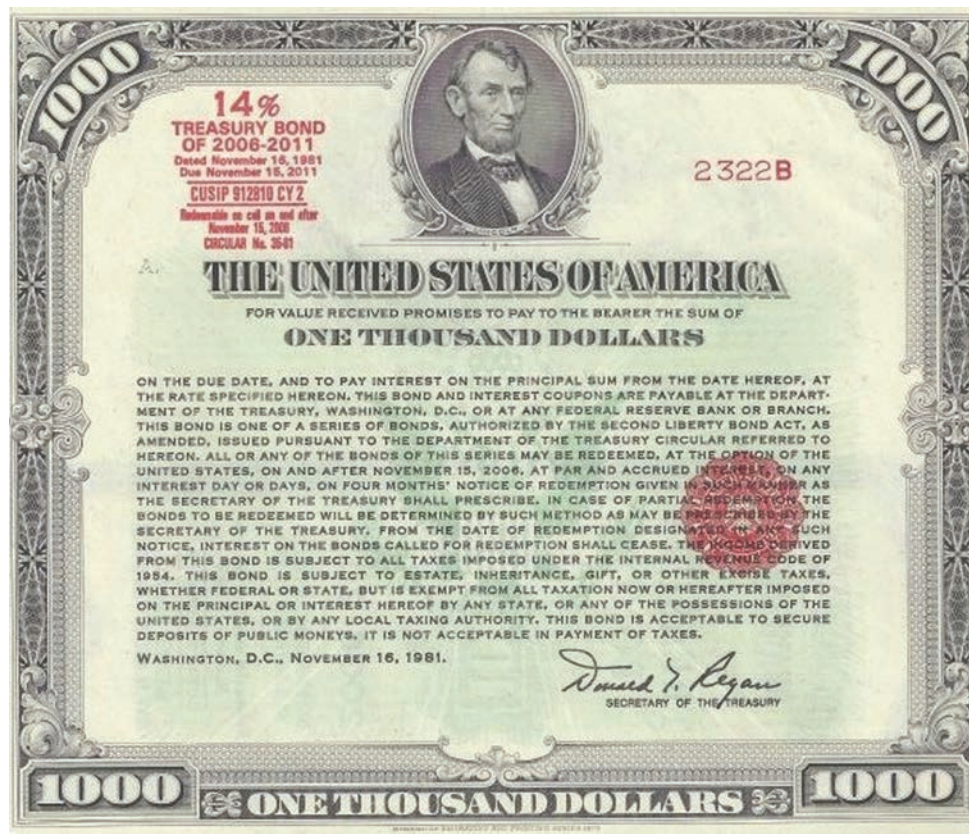 1000
1000
14%
TREASURY BOND
OF 2006-2011
Dated November 16, 1981
Due November 15, 2011
CUSIP 912810 CY 2
Redeemable on call on and after
November 15, 2006
CIRCULAR No. 35-81
2322B
LINCOLN
THE UNITED STATES OF AMERICA
FOR VALUE RECEIVED PROMISES TO PAY TO THE BEARER THE SUM OF
ONE THOUSAND DOLLARS
ON THE DUE DATE, AND TO PAY INTEREST ON THE PRINCIPAL SUM FROM THE DATE HEREOF, AT
THE RATE SPECIFIED HEREON. THIS BOND AND INTEREST COUPONS ARE PAYABLE AT THE DEPART-
MENT OF THE TREASURY, WASHINGTON, D.C., OR AT ANY FEDERAL RESERVE BANK OR BRANCH.
THIS BOND IS ONE OF A SERIES OF BONDS, AUTHORIZED BY THE SECOND LIBERTY BOND ACT, AS
AMENDED, ISSUED PURSUANT TO THE DEPARTMENT OF THE TREASURY CIRCULAR REFERRED TO
HEREON. ALL OR ANY OF THE BONDS OF THIS SERIES MAY BE REDEEMED, AT THE OPTION OF THE
UNITED STATES, ON AND AFTER NOVEMBER 15, 2006, AT PAR AND ACCRUED INTEREST, ON ANY
INTEREST DAY OR DAYS, ON FOUR MONTHS' NOTICE OF REDEMPTION GIVEN IN SUCH MANNER AS
THE SECRETARY OF THE TREASURY SHALL PRESCRIBE. IN CASE OF PARTIAL REDEMPTION THE
BONDS TO BE REDEEMED WILL BE DETERMINED BY SUCH METHOD AS MAY BE PRESCRIBED BY THE
SECRETARY OF THE TREASURY. FROM THE DATE OF REDEMPTION DESIGNATED IN ANY SUCH
NOTICE, INTEREST ON THE BONDS CALLED FOR REDEMPTION SHALL CEASE. THE INCOME DERIVED
FROM THIS BOND IS SUBJECT TO ALL TAXES IMPOSED UNDER THE INTERNAL REVENUE CODE OF
1954. THIS BOND IS SUBJECT TO ESTATE, INHERITANCE, GIFT, OR OTHER EXCISE TAXES,
WHETHER FEDERAL OR STATE, BUT IS EXEMPT FROM ALL TAXATION NOW OR HEREAFTER IMPOSED
ON THE PRINCIPAL OR INTEREST HEREOF BY ANY STATE, OR ANY OF THE POSSESSIONS OF THE
UNITED STATES, OR BY ANY LOCAL TAXING AUTHORITY. THIS BOND IS ACCEPTABLE TO SECURE
DEPOSITS OF PUBLIC MONEYS. IT IS NOT ACCEPTABLE IN PAYMENT OF TAXES.
WASHINGTON, D.C., NOVEMBER 16, 1981.
Donald T. Regan
SECRETARY OF THE TREASURY
1000
ONE THOUSAND DOLLARS
1000